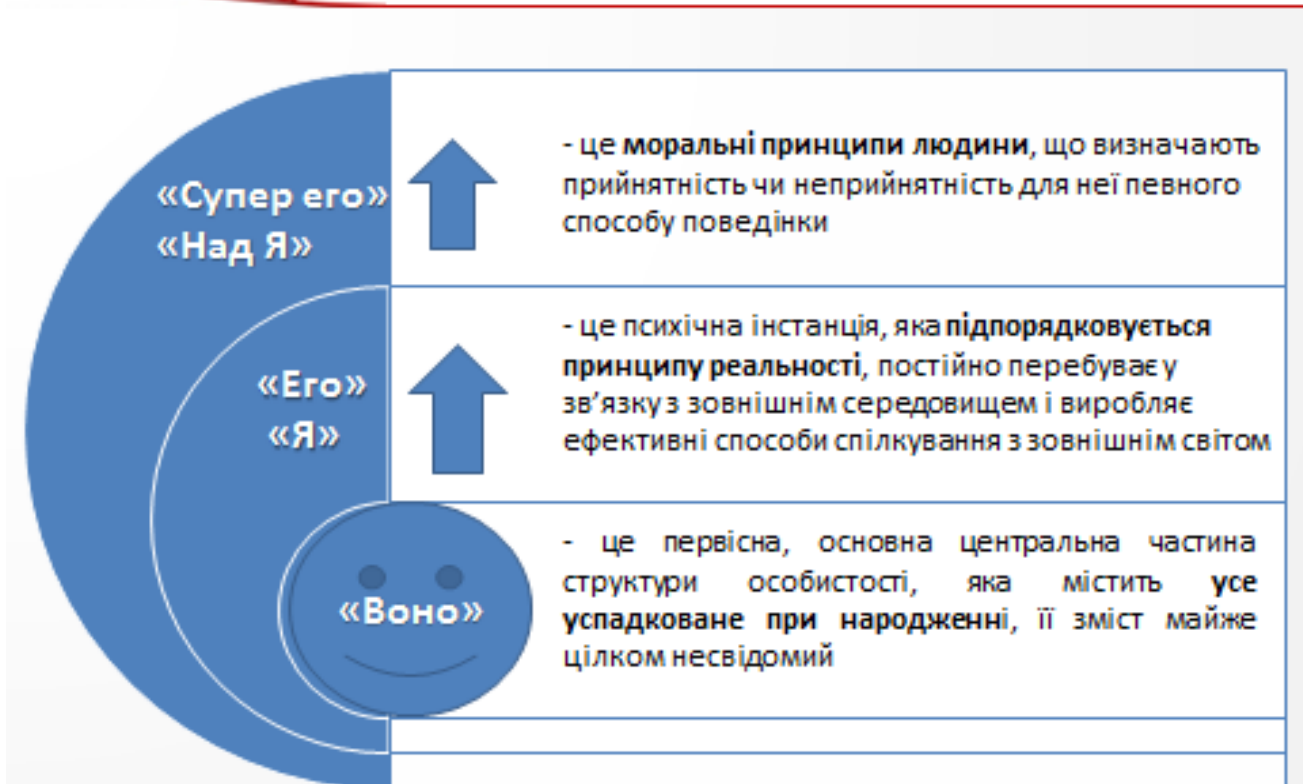 «Супер его»
«Над Я»
- це моральні принципи людини, що визначають
прийнятність чи неприйнятність для неї певного
способу поведінки
«Его»
«Я»
- це психічна інстанція, яка підпорядковується
принципу реальності, постійно перебуває у
зв’язку з зовнішнім середовищем і виробляє
ефективні способи спілкування з зовнішнім світом
«Воно»
- це первісна, основна центральна частина
структури особистості, яка містить усе
успадковане при народженні, її зміст майже
цілком несвідомий